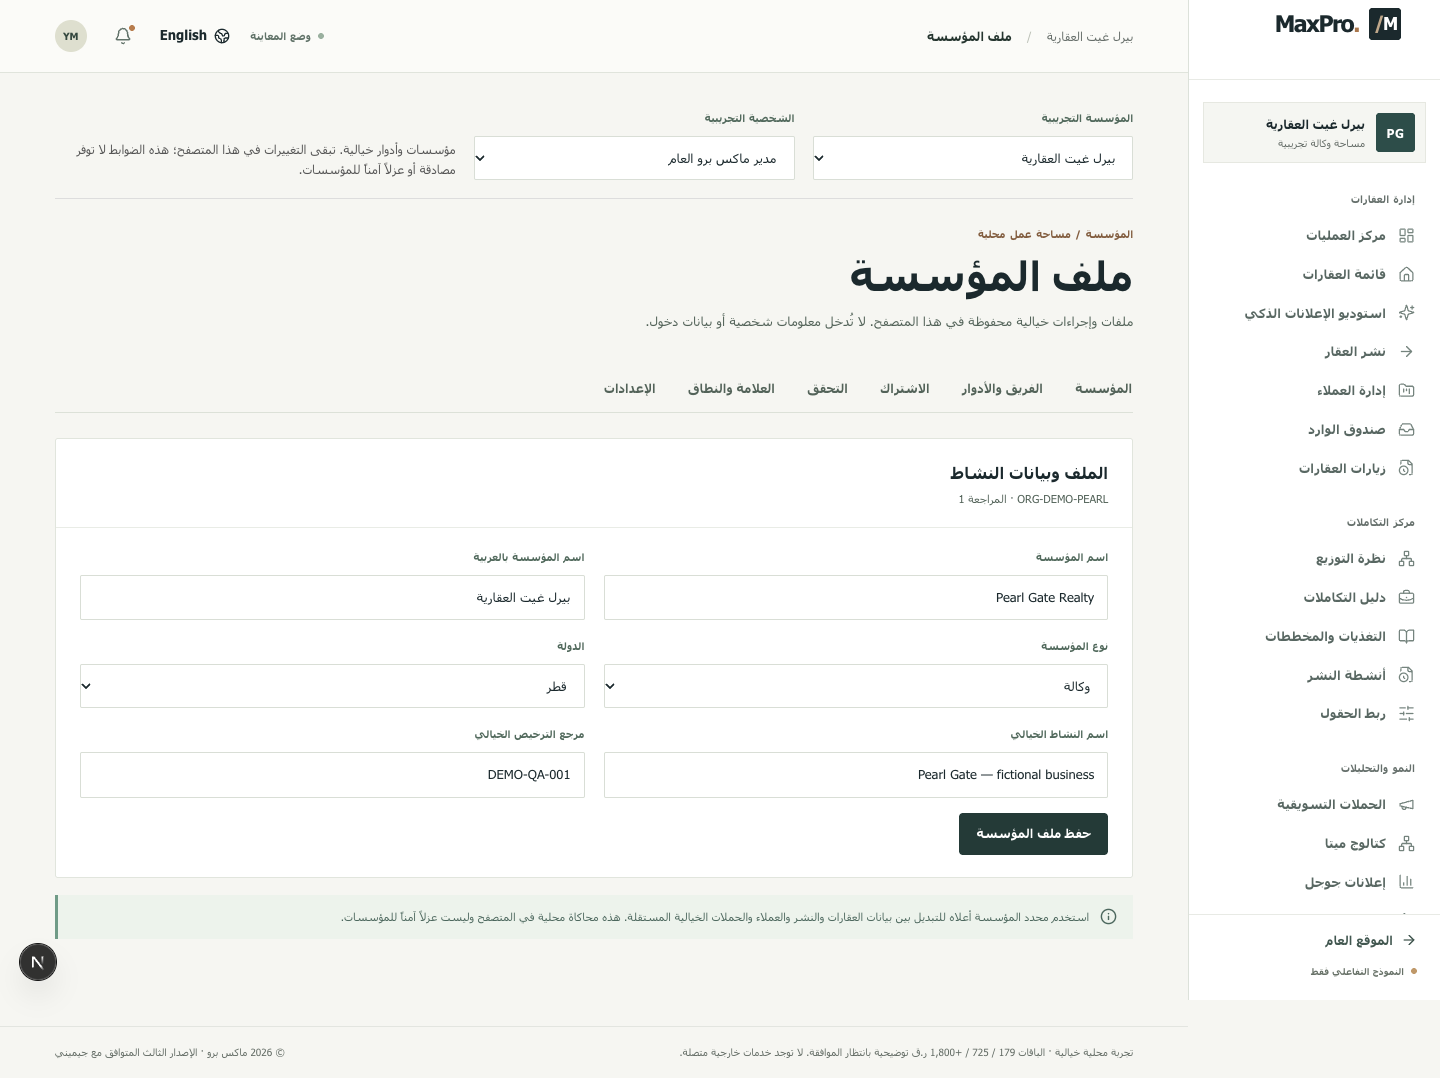 MaxPro. /M
بيرل غيت العقارية
PG
مساحة وكالة تجريبية
إدارة العقارات
مركز العمليات
قائمة العقارات
استوديو الإعلانات الذكي
نشر العقار
إدارة العملاء
صندوق الوارد
زيارات العقارات
مركز التكاملات
نظرة التوزيع
دليل التكاملات
التغذيات والمخططات
أنشطة النشر
ربط الحقول
النمو والتحليلات
الحملات التسويقية
كتالوج ميتا
إعلانات جوجل
الموقع العام
النموذج التفاعلي فقط
بيرل غيت العقارية / ملف المؤسسة
وضع المعاينة
English
YM
المؤسسة التجريبية
بيرل غيت العقارية
الشخصية التجريبية
مدير ماكس برو العام
مؤسسات وأدوار خيالية. تبقى التغييرات في هذا المتصفح؛ هذه الضوابط لا توفر
مصادقة أو عزلاً آمناً للمؤسسات.
المؤسسة / مساحة عمل محلية
ملف المؤسسة
ملفات وإجراءات خيالية محفوظة في هذا المتصفح. لا تُدخل معلومات شخصية أو بيانات دخول.
المؤسسة
الفريق والأدوار
الاشتراك
التحقق
العلامة والنطاق
الإعدادات
الملف وبيانات النشاط
ORG-DEMO-PEARL · المراجعة 1
اسم المؤسسة
Pearl Gate Realty
اسم المؤسسة بالعربية
بيرل غيت العقارية
نوع المؤسسة
وكالة
الدولة
قطر
اسم النشاط الخيالي
Pearl Gate — fictional business
مرجع الترخيص الخيالي
DEMO-QA-001
حفظ ملف المؤسسة
استخدم محدد المؤسسة أعلاه للتبديل بين بيانات العقارات والنشر والعملاء والحملات الخيالية المستقلة. هذه محاكاة محلية في المتصفح وليست عزلاً آمناً للمؤسسات.
N
تجربة محلية خيالية · الباقات 179 / 725 / +1,800 ر.ق توضيحية بانتظار الموافقة. لا توجد خدمات خارجية متصلة.
© 2026 ماكس برو · الإصدار الثالث المتوافق مع جيميني